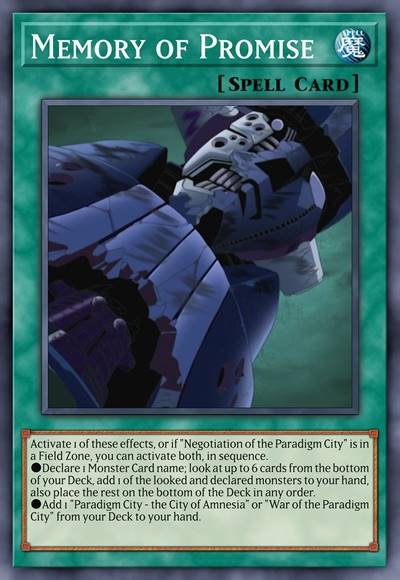 Memory of Promise
魔
[Spell Card]
Activate 1 of these effects, or if "Negotiation of the Paradigm City" is in
a Field Zone, you can activate both, in sequence.
●Declare 1 Monster Card name; look at up to 6 cards from the bottom
of your Deck, add 1 of the looked and declared monsters to your hand,
also place the rest on the bottom of the Deck in any order.
●Add 1 "Paradigm City - the City of Amnesia" or "War of the Paradigm
City" from your Deck to your hand.